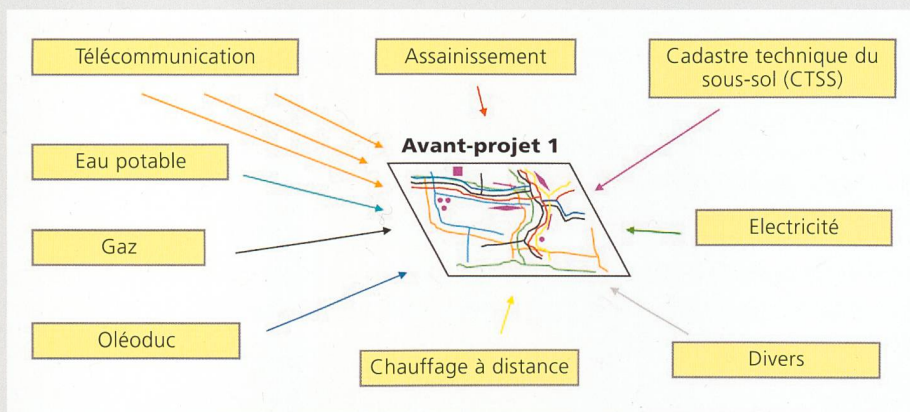 Télécommunication
Assainissement
Cadastre technique du
sous-sol (CTSS)
Avant-projet 1
Eau potable
Gaz
Electricité
Oléoduc
Chauffage à distance
Divers